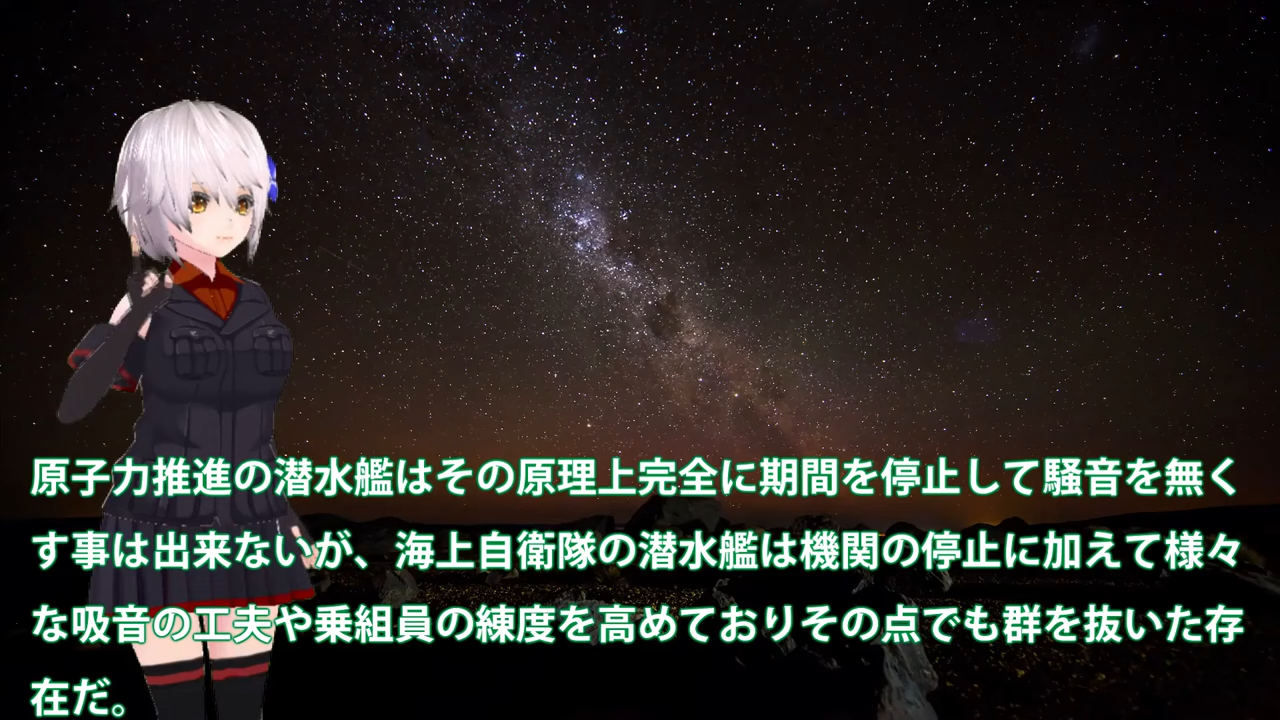 原子力推進の潜水艦はその原理上完全に期間を停止して騒音を無く
す事は出来ないが、海上自衛隊の潜水艦は機関の停止に加えて様々
な吸音の工夫や乗組員の練度を高めておりその点でも群を抜いた存
在だ。